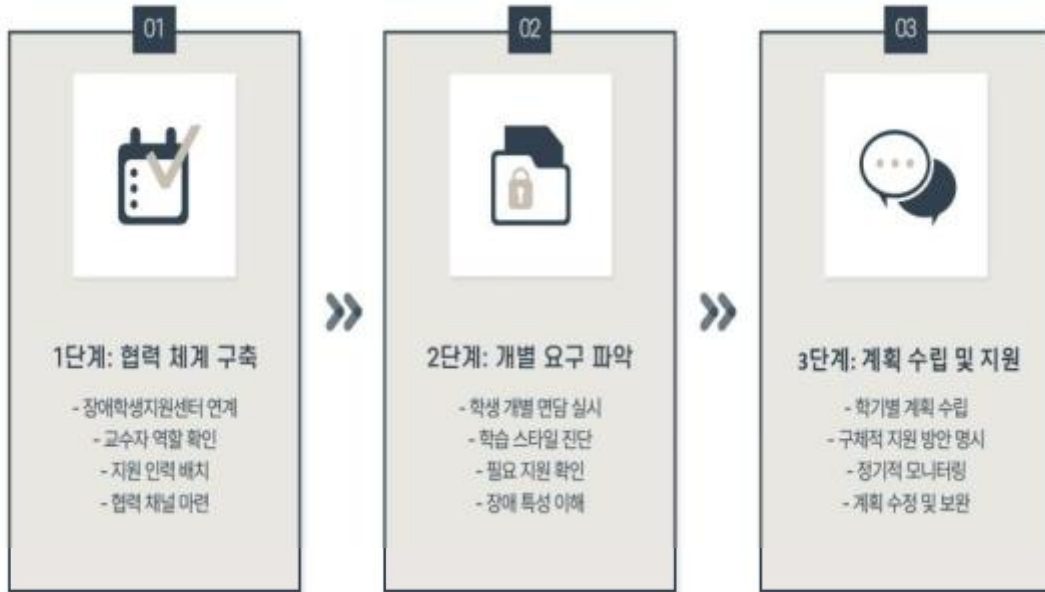 01
1단계: 협력 체계 구축
- 장애학생지원센터 연계
- 교수자 역할 확인
- 지원 인력 배치
- 협력 채널 마련
02
2단계: 개별 요구 파악
- 학생 개별 면담 실시
- 학습 스타일 진단
- 필요 지원 확인
- 장애 특성 이해
03
3단계: 계획 수립 및 지원
- 학기별 계획 수립
- 구체적 지원 방안 명시
- 정기적 모니터링
- 계획 수정 및 보완